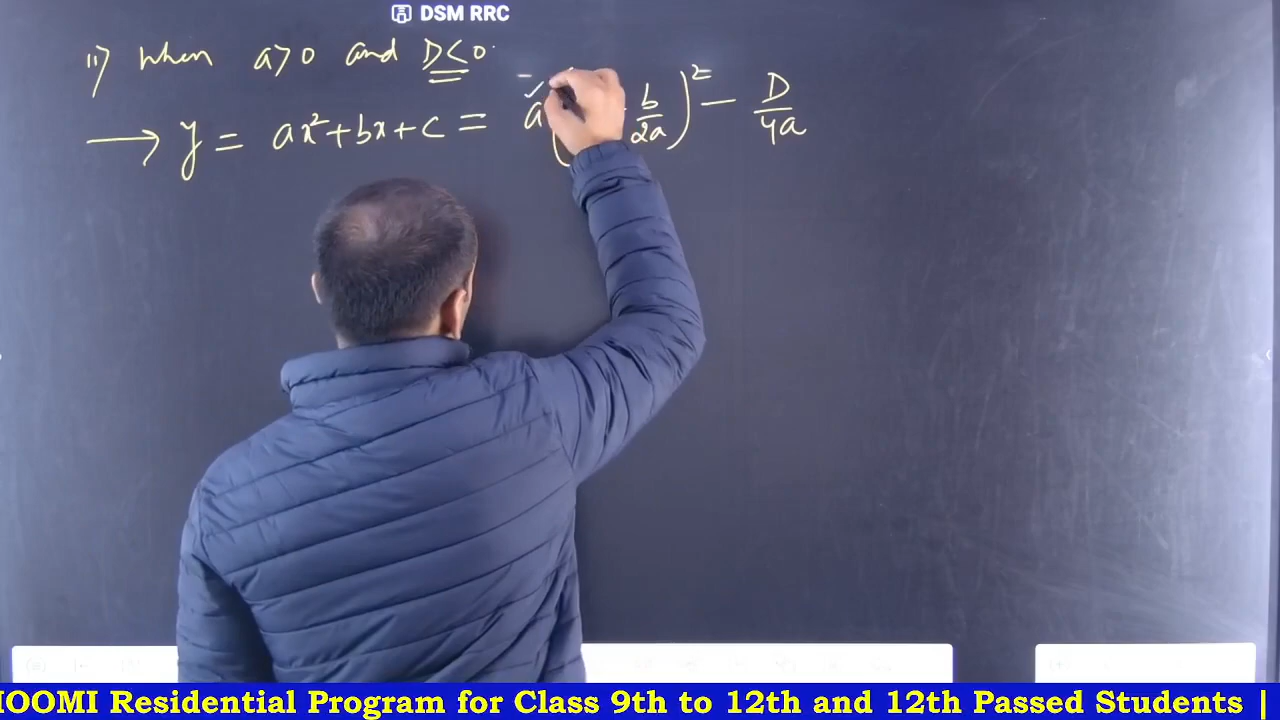 DSM RRC
ii) When a>0 and D<0.
→ y = ax²+bx+c = a( b/2a)² - D/4a
HOOMI Residential Program for Class 9th to 12th and 12th Passed Students |